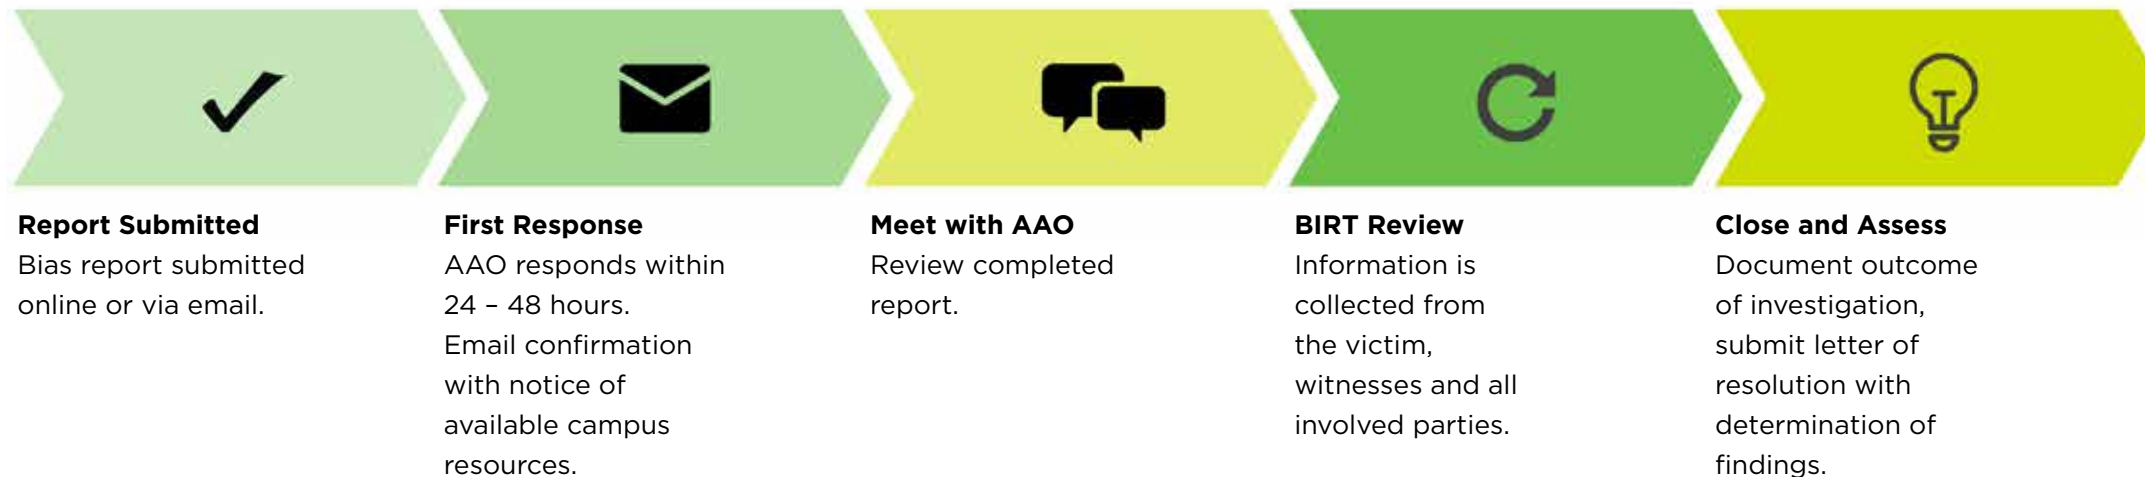 Report Submitted
Bias report submitted
online or via email.
First Response
AAO responds within
24 – 48 hours.
Email confirmation
with notice of
available campus
resources.
Meet with AAO
Review completed
report.
BIRT Review
Information is
collected from
the victim,
witnesses and all
involved parties.
Close and Assess
Document outcome
of investigation,
submit letter of
resolution with
determination of
findings.